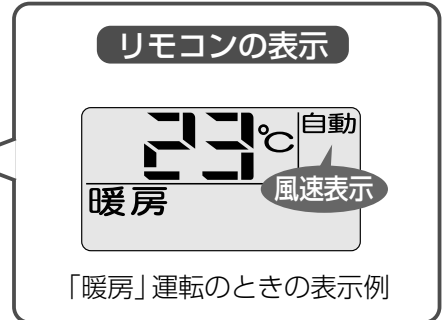 リモコンの表示
23℃ 自動
風速表示
暖房
「暖房」運転のときの表示例